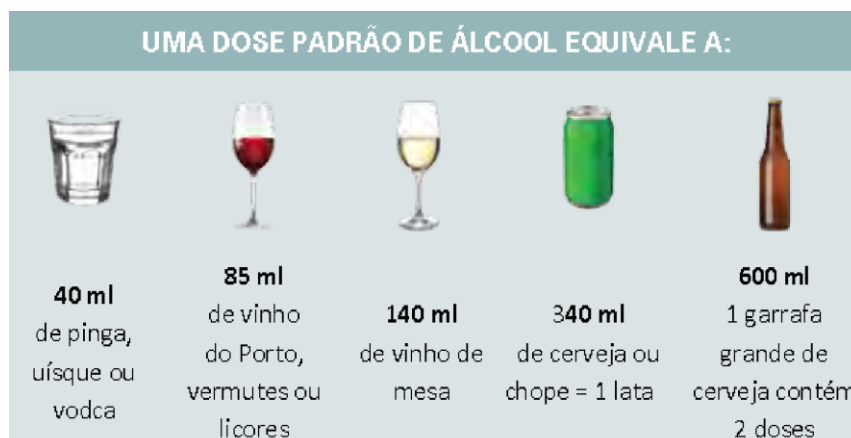 UMA DOSE PADRÃO DE ÁLCOOL EQUIVALE A:
40 ml
de pinga,
uísque ou
vodca
85 ml
de vinho
do Porto,
vermutes ou
licores
140 ml
de vinho de
mesa
340 ml
de cerveja ou
chope = 1 lata
600 ml
1 garrafa
grande de
cerveja contém
2 doses